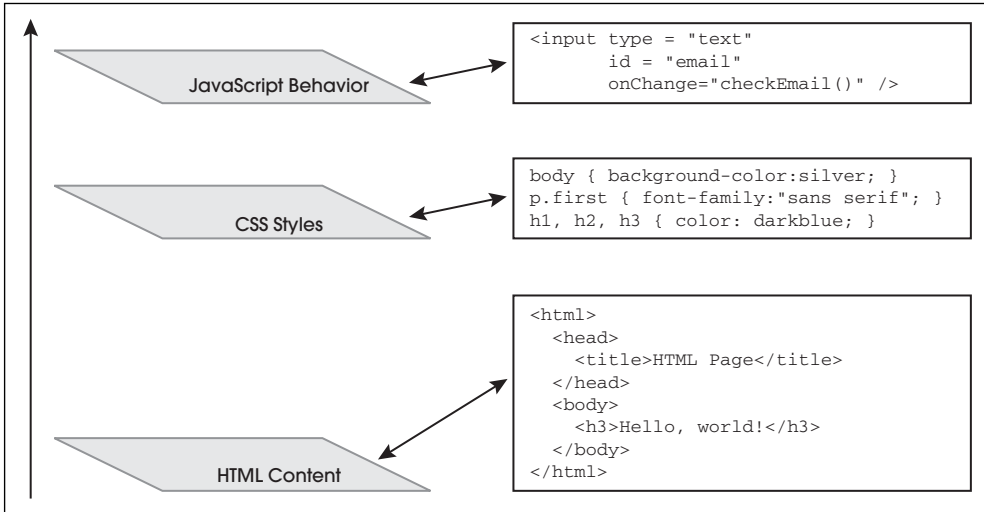 JavaScript Behavior
<input type = "text"
id = "email"
onChange="checkEmail()" />
CSS Styles
body { background-color:silver; }
p.first { font-family:"sans serif"; }
h1, h2, h3 { color: darkblue; }
HTML Content
<html>
<head>
<title>HTML Page</title>
</head>
<body>
<h3>Hello, world!</h3>
</body>
</html>